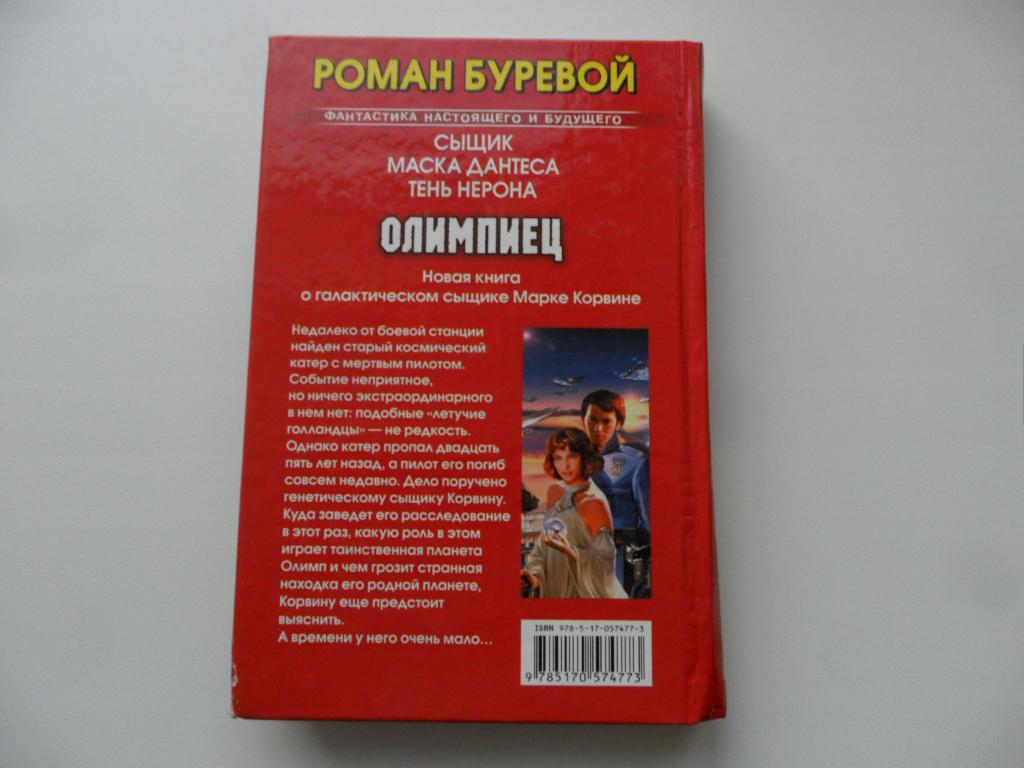 РОМАН БУРЕВОЙ
ФАНТАСТИКА НАСТОЯЩЕГО И БУДУЩЕГО
СЫЩИК
МАСКА ДАНТЕСА
ТЕНЬ НЕРОНА
ОЛИМПИЕЦ
Новая книга
о галактическом сыщике Марке Корвине
Недалеко от боевой станции
найден старый космический
катер с мертвым пилотом.
Событие неприятное,
но ничего экстраординарного
в нем нет: подобные «летучие
голландцы» — не редкость.
Однако катер пропал двадцать
пять лет назад, а пилот его погиб
совсем недавно. Дело поручено
генетическому сыщику Корвину.
Куда заведет его расследование
в этот раз, какую роль в этом
играет таинственная планета
Олимп и чем грозит странная
находка его родной планете,
Корвину еще предстоит
выяснить.
А времени у него очень мало...
ISBN 978-5-17-057477-3
9 785170 574773